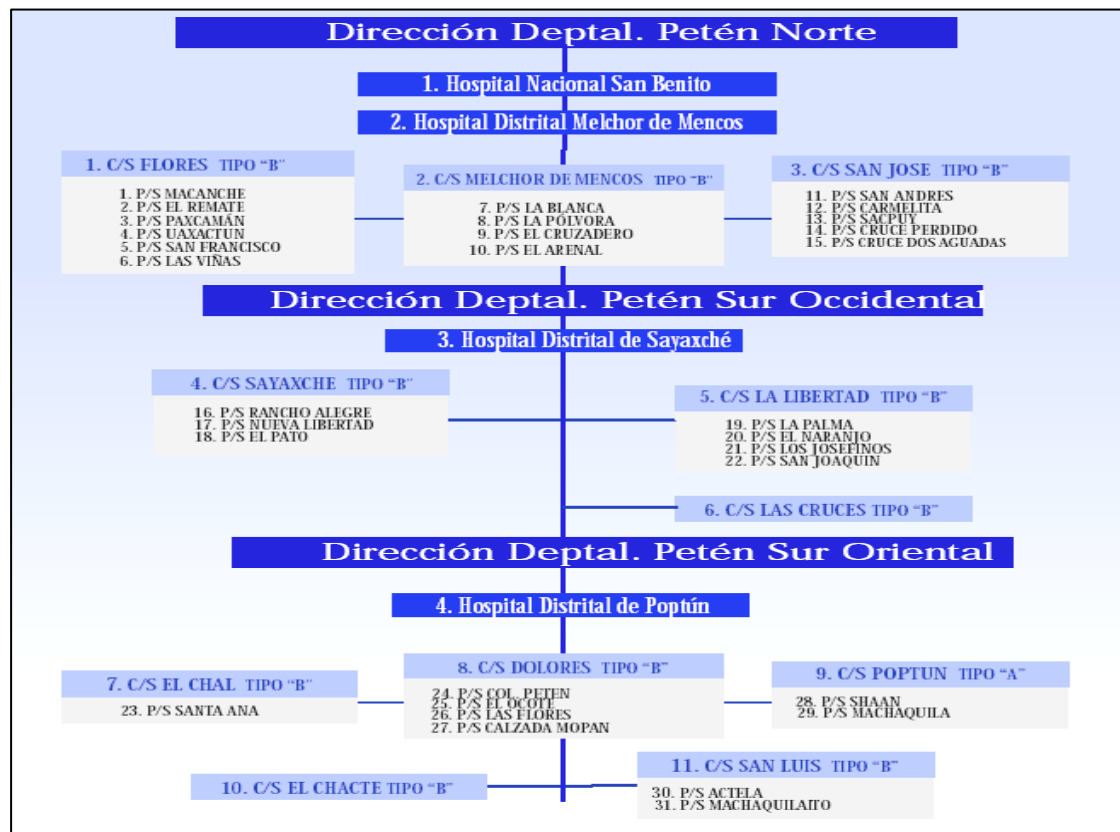 Dirección Deptal. Petén Norte
1. Hospital Nacional San Benito
2. Hospital Distrital Melchor de Mencos
1. C/S FLORES TIPO “B”
1. P/S MACANCHE
2. P/S EL REMATE
3. P/S PAXCAMÁN
4. P/S UAXACTUN
5. P/S SAN FRANCISCO
6. P/S LAS VIÑAS
2. C/S MELCHOR DE MENCOS TIPO “B”
7. P/S LA BLANCA
8. P/S LA PÓLVORA
9. P/S EL CRUZADERO
10. P/S EL ARENAL
3. C/S SAN JOSE TIPO “B”
11. P/S SAN ANDRES
12. P/S CARMELITA
13. P/S SACPUY
14. P/S CRUCE PERDIDO
15. P/S CRUCE DOS AGUADAS
Dirección Deptal. Petén Sur Occidental
3. Hospital Distrital de Sayaxché
4. C/S SAYAXCHE TIPO “B”
16. P/S RANCHO ALEGRE
17. P/S NUEVA LIBERTAD
18. P/S EL PATO
5. C/S LA LIBERTAD TIPO “B”
19. P/S LA PALMA
20. P/S EL NARANJO
21. P/S LOS JOSEFINOS
22. P/S SAN JOAQUIN
6. C/S LAS CRUCES TIPO “B”
Dirección Deptal. Petén Sur Oriental
4. Hospital Distrital de Poptún
7. C/S EL CHAL TIPO “B”
23. P/S SANTA ANA
8. C/S DOLORES TIPO “B”
24. P/S COL. PETEN
25. P/S EL OCOTE
26. P/S LAS FLORES
27. P/S CALZADA MOPAN
9. C/S POPTUN TIPO “A”
28. P/S SHAAN
29. P/S MACHAQUILA
10. C/S EL CHACTE TIPO “B”
11. C/S SAN LUIS TIPO “B”
30. P/S ACTELA
31. P/S MACHAQUILAITO